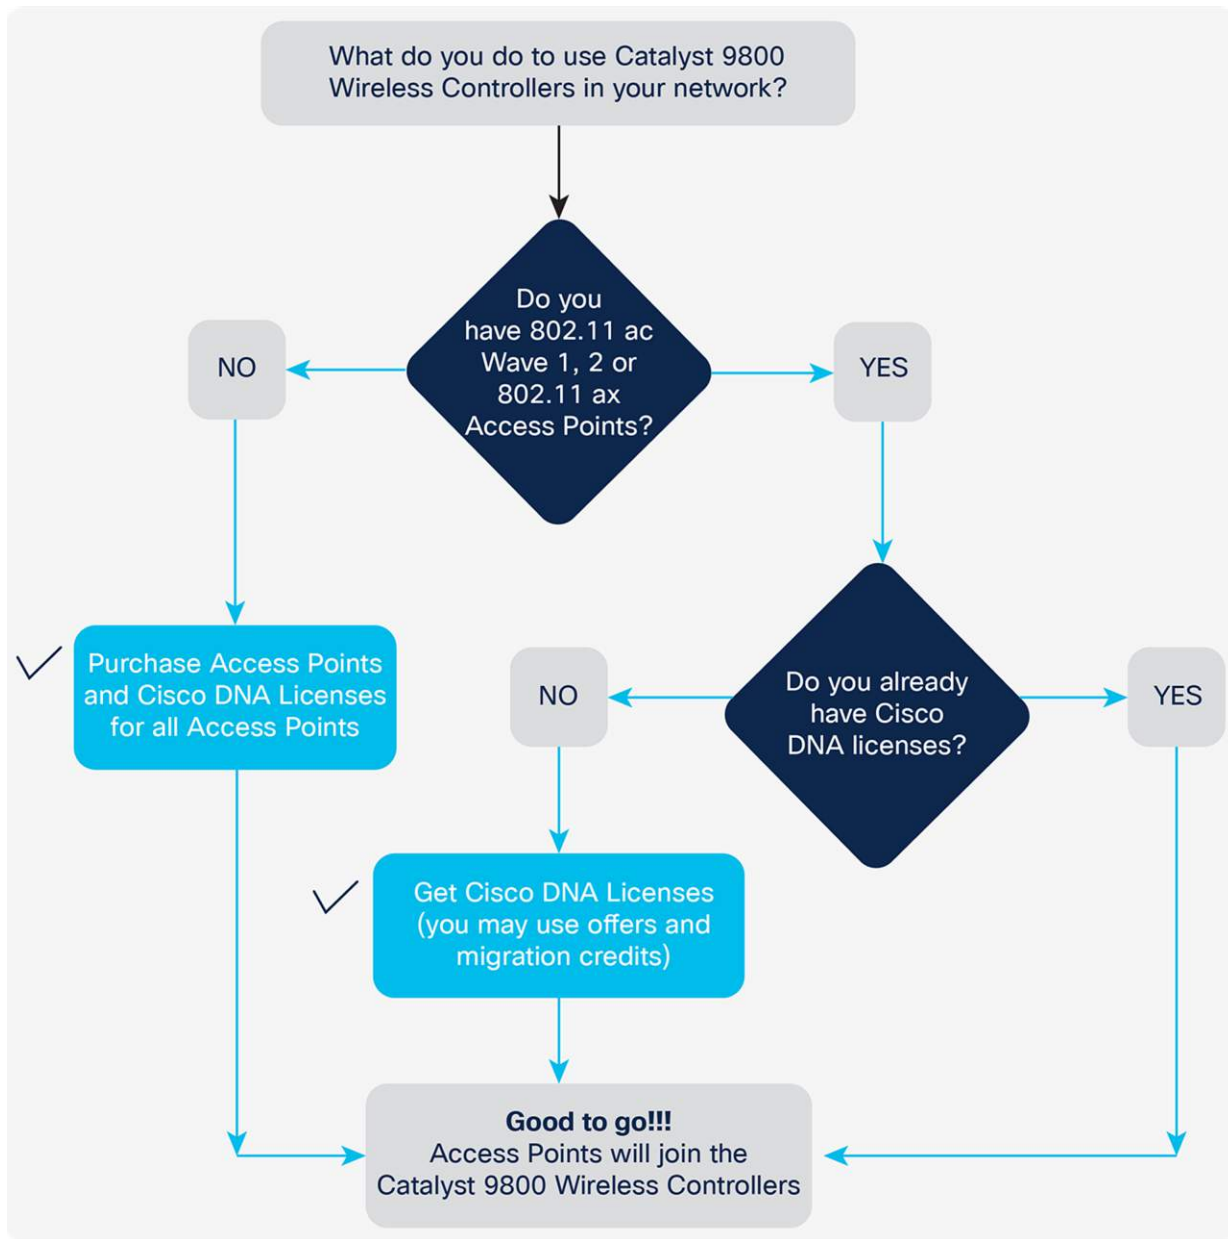 What do you do to use Catalyst 9800
Wireless Controllers in your network?
Do you
have 802.11 ac
Wave 1, 2 or
802.11 ax
Access Points?
NO
YES
Purchase Access Points
and Cisco DNA Licenses
for all Access Points
Do you already
have Cisco
DNA licenses?
NO
YES
Get Cisco DNA Licenses
(you may use offers and
migration credits)
Good to go!!!
Access Points will join the
Catalyst 9800 Wireless Controllers